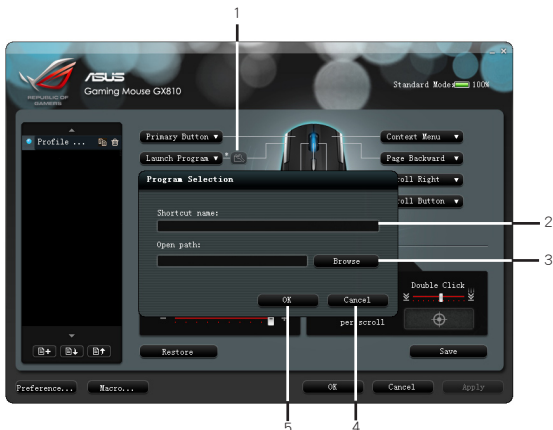 1
REPUBLIC OF
GAMERS
ASUS
Gaming Mouse GX810
Standard Mode 100%
Profile ...
Primary Button
Launch Program
Context Menu
Page Backward
oll Right
oll Button
Program Selection
Shortcut name:
2
Open path:
Browse
3
OK
Cancel
Double Click
per scroll
Restore
Save
Preference...
Macro...
OK
Cancel
Apply
5
4